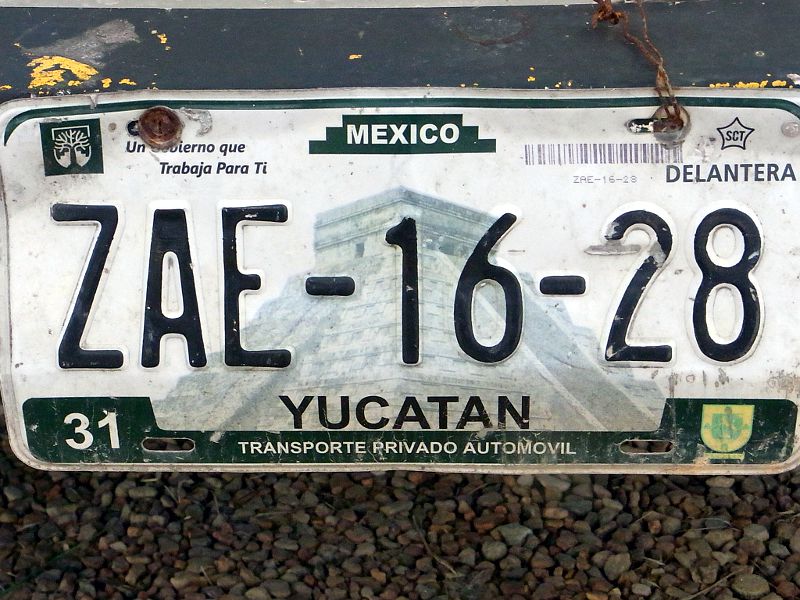 MEXICO
SCT
Un Gobierno que
Trabaja Para Ti
ZAE-16-28
DELANTERA
ZAE-16-28
YUCATAN
31
TRANSPORTE PRIVADO AUTOMOVIL